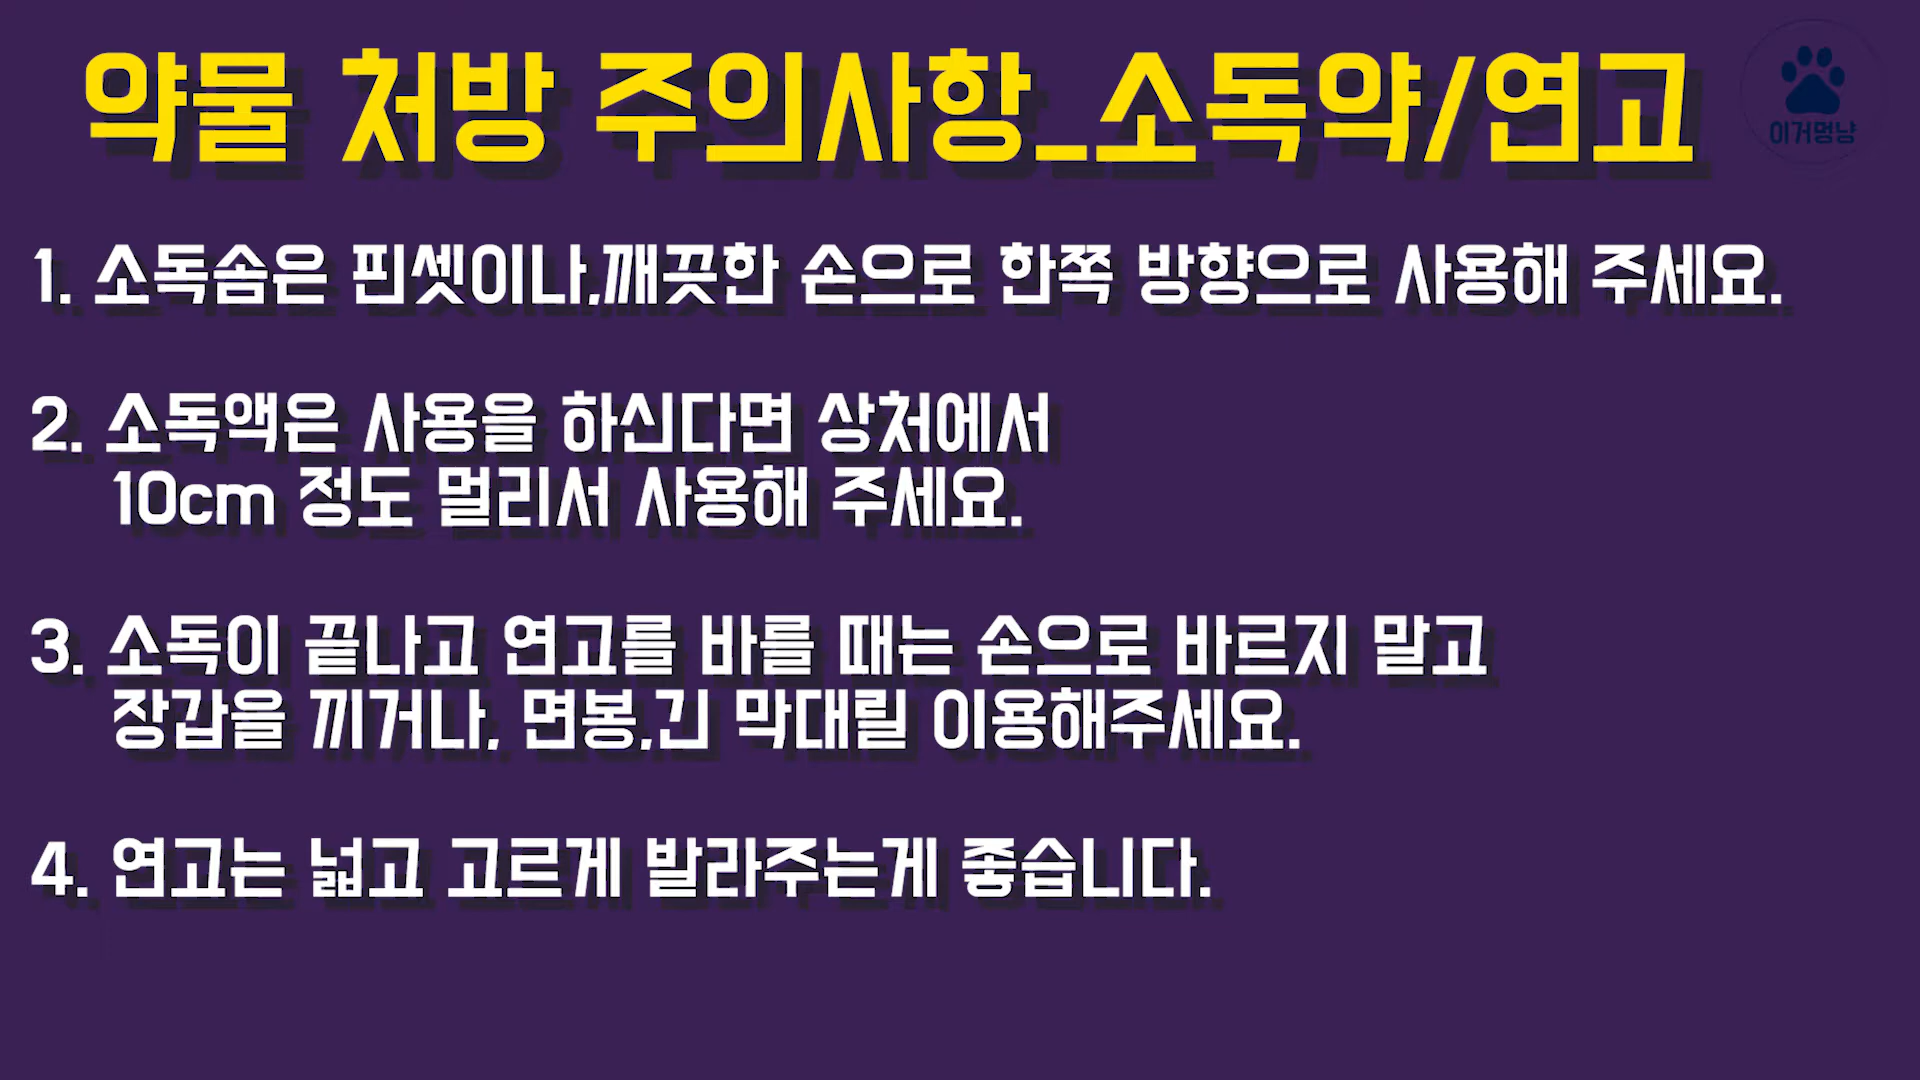 약물 처방 주의사항_소독약/연고
이거멍냥
1. 소독솜은 핀셋이나,깨끗한 손으로 한쪽 방향으로 사용해 주세요.
2. 소독액은 사용을 하신다면 상처에서
10cm 정도 멀리서 사용해 주세요.
3. 소독이 끝나고 연고를 바를 때는 손으로 바르지 말고
장갑을 끼거나, 면봉,긴 막대릴 이용해주세요.
4. 연고는 넓고 고르게 발라주는게 좋습니다.